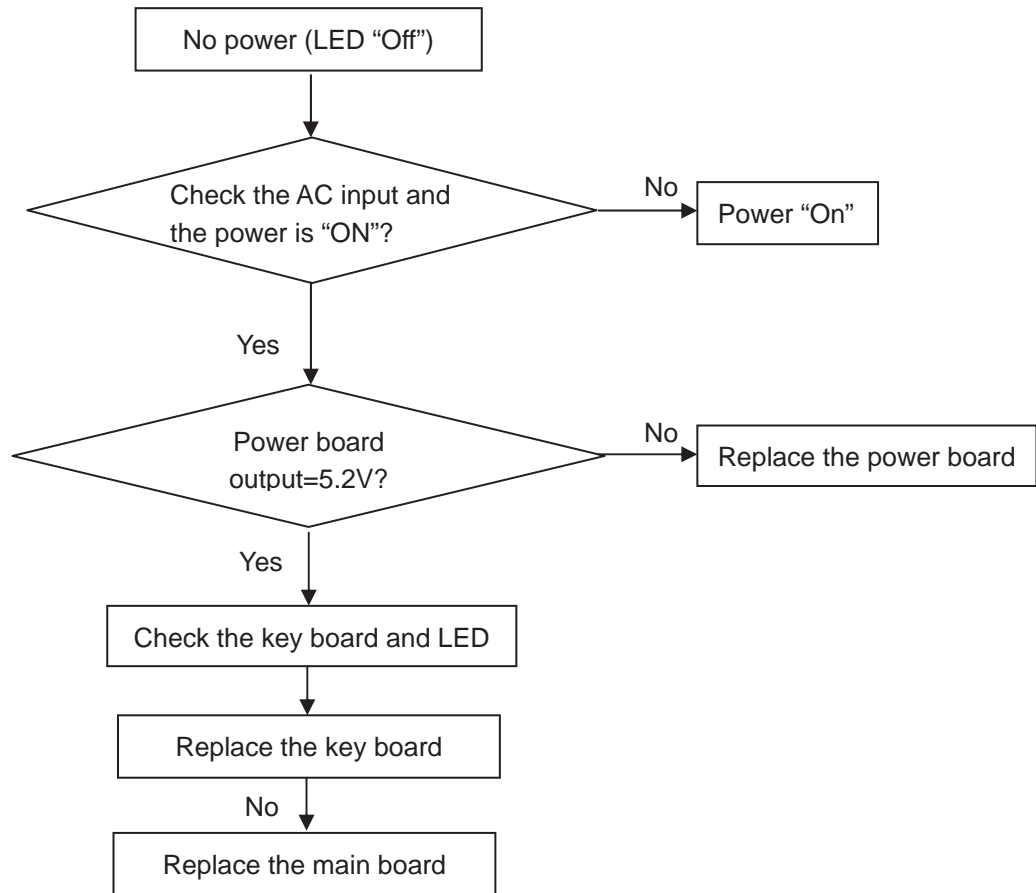 No power (LED “Off”)
Check the AC input and
the power is “ON”?
No
Power “On”
Yes
Power board
output=5.2V?
No
Replace the power board
Yes
Check the key board and LED
Replace the key board
No
Replace the main board